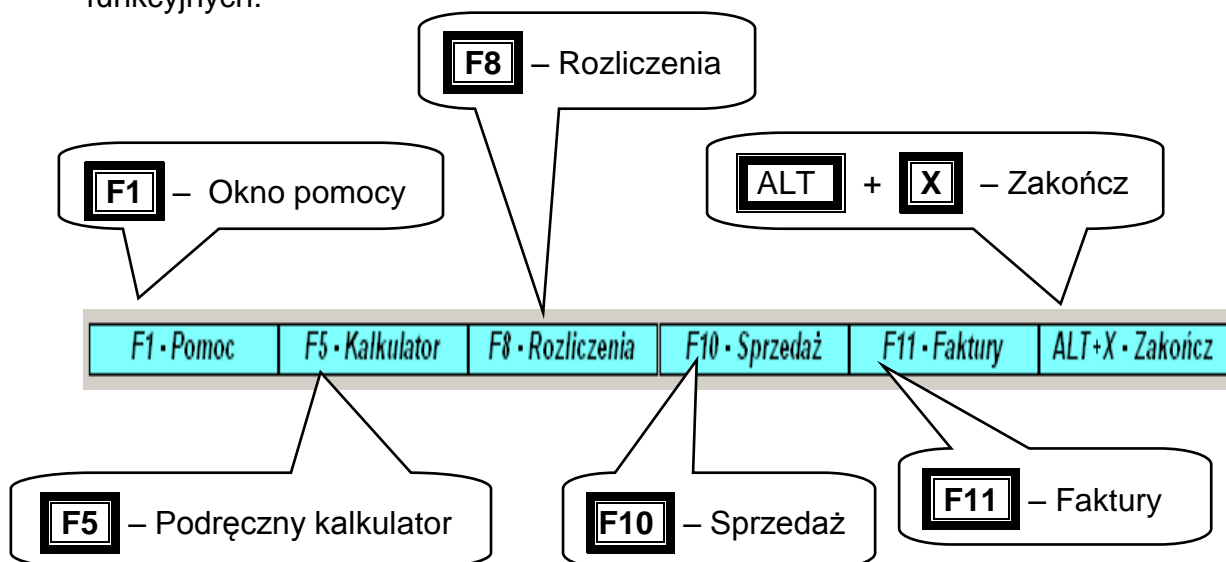 funkcyjnych.
F8 – Rozliczenia
F1 – Okno pomocy
ALT + X – Zakończ
F1 - Pomoc F5 - Kalkulator F8 - Rozliczenia F10 - Sprzedaż F11 - Faktury ALT+X - Zakończ
F5 – Podręczny kalkulator
F10 – Sprzedaż
F11 – Faktury